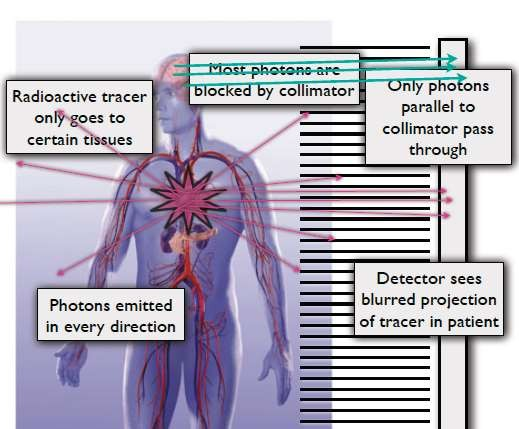 Most photons are
blocked by collimator
Radioactive tracer
only goes to
certain tissues
Only photons
parallel to
collimator pass
through
Photons emitted
in every direction
Detector sees
blurred projection
of tracer in patient